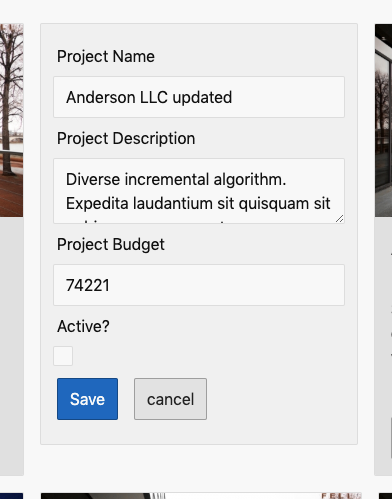 Project Name
Anderson LLC updated
Project Description
Diverse incremental algorithm.
Expedita laudantium sit quisquam sit
Project Budget
74221
Active?
Save
cancel
FELL